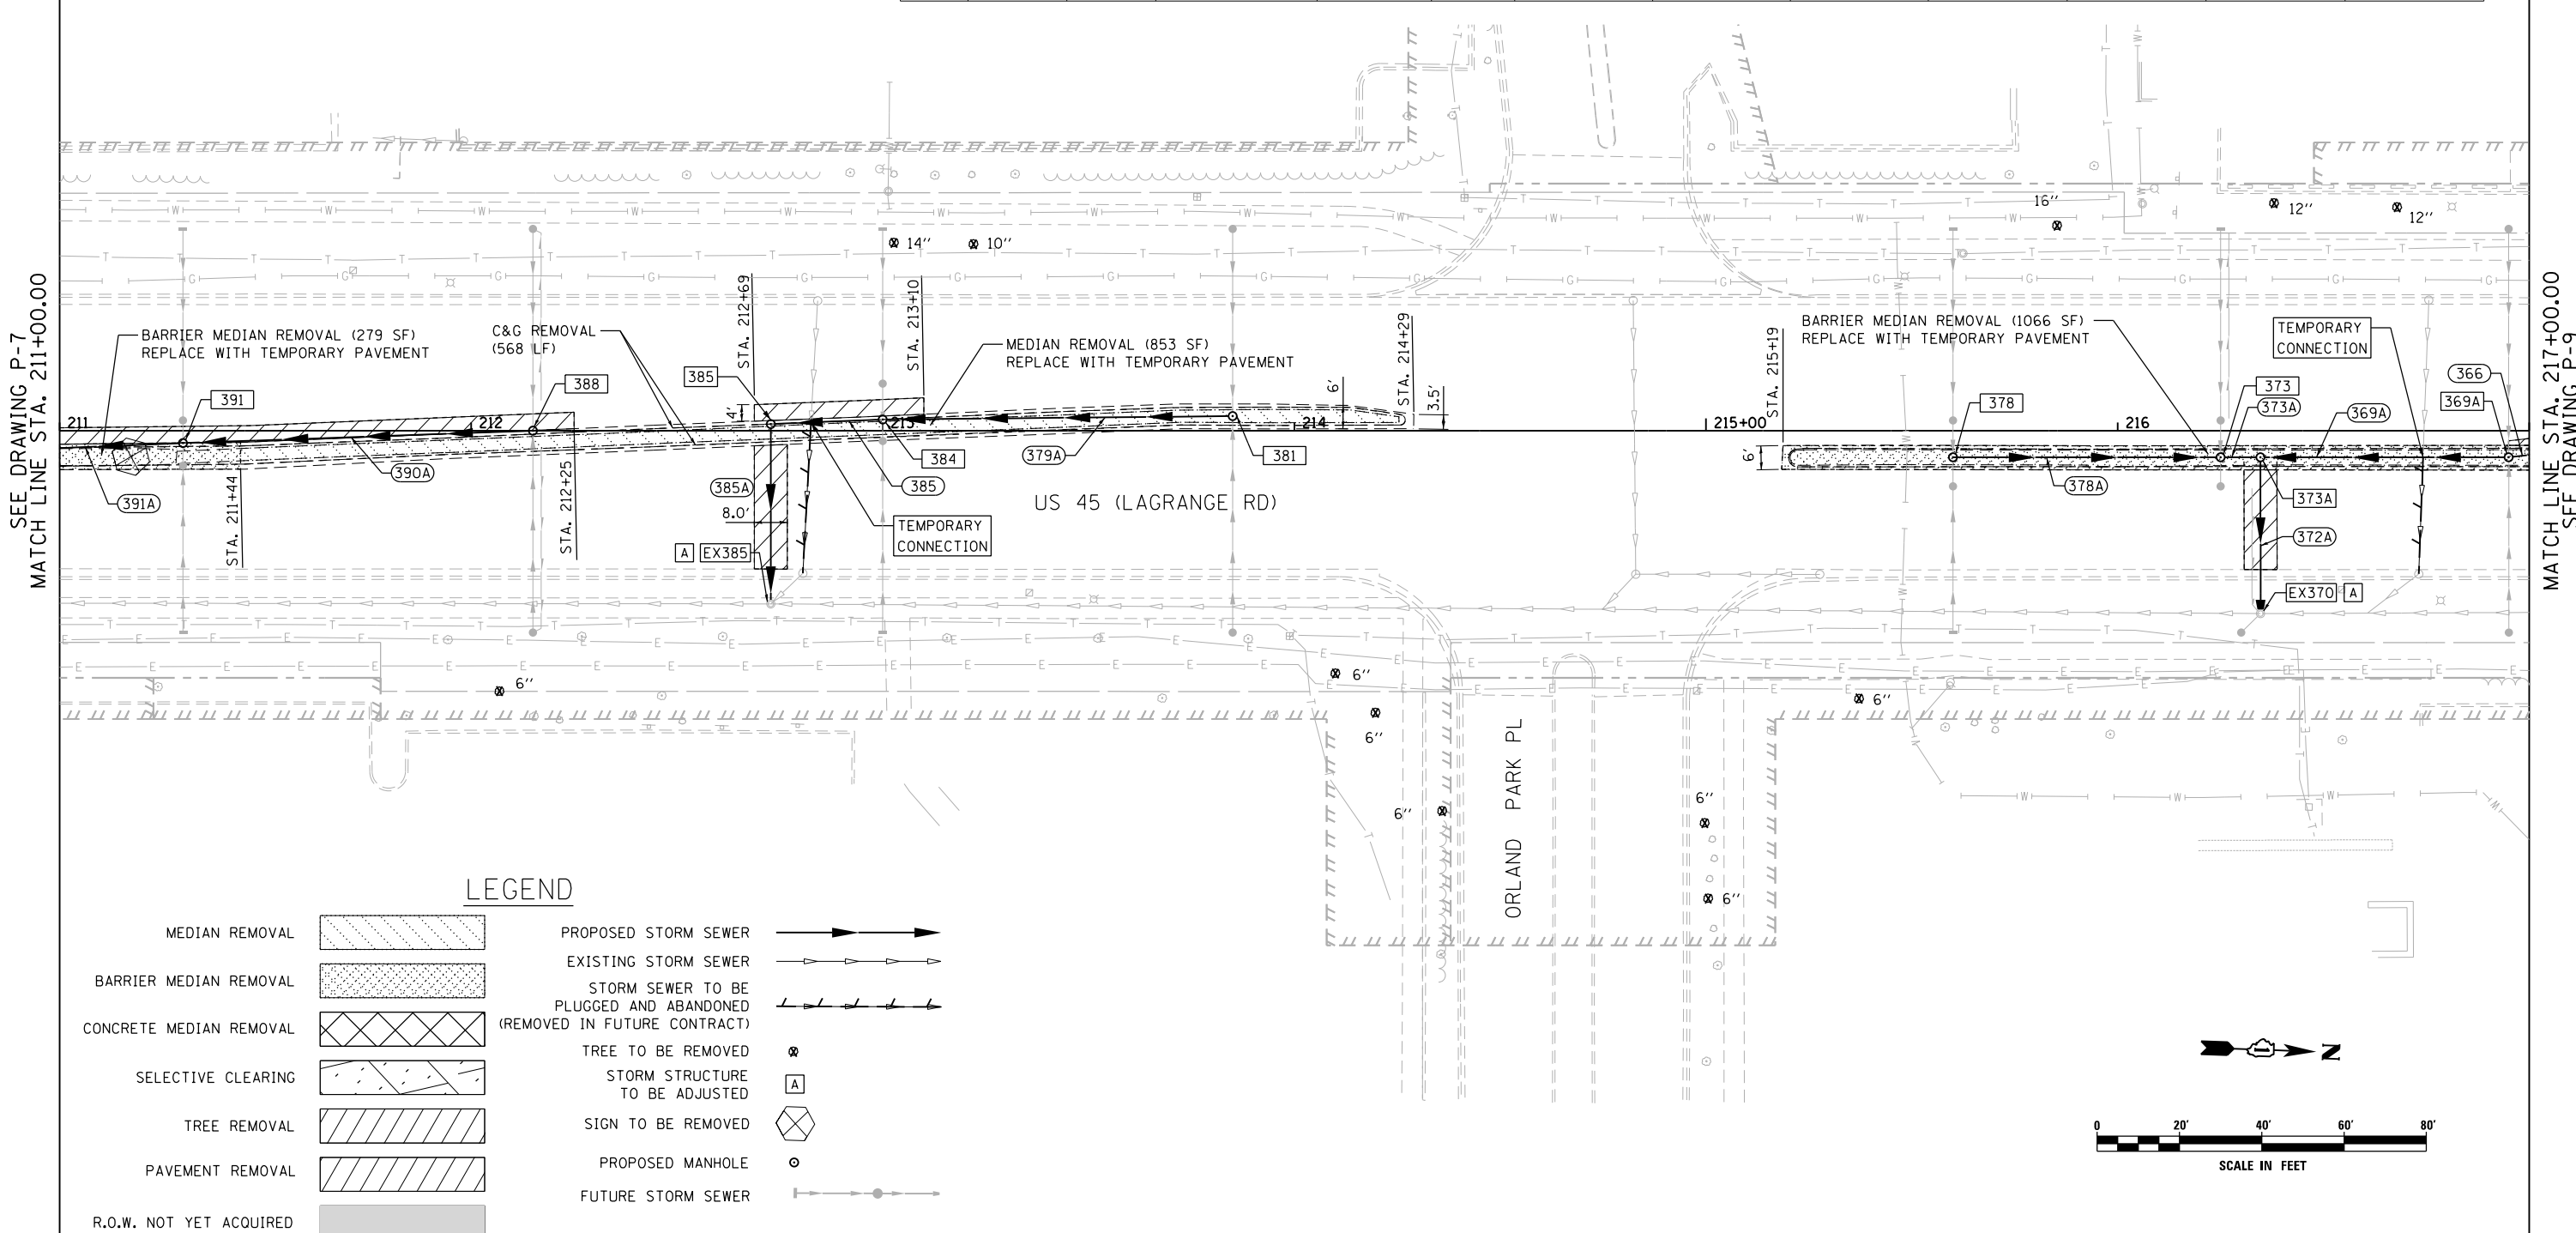 SEE DRAWING P-7
MATCH LINE STA. 211+00.00
MATCH LINE STA. 217+00.00
SEE DRAWING P-9
14''
10''
16''
12''
12''
BARRIER MEDIAN REMOVAL (279 SF)
REPLACE WITH TEMPORARY PAVEMENT
C&G REMOVAL
(568 LF)
STA. 212+69
STA. 213+10
MEDIAN REMOVAL (853 SF)
REPLACE WITH TEMPORARY PAVEMENT
STA. 214+29
STA. 215+19
BARRIER MEDIAN REMOVAL (1066 SF)
REPLACE WITH TEMPORARY PAVEMENT
TEMPORARY
CONNECTION
391
388
385
4'
6'
3.5'
378
373
373A
369A
366
369A
211
212
213
214
215+00
216
391A
STA. 211+44
390A
STA. 212+25
385A
8.0'
384
385
379A
381
6'
378A
373A
372A
US 45 (LAGRANGE RD)
TEMPORARY
CONNECTION
A
EX385
EX370
A
T T T T
W W W W
G G G G
E E E E
6''
6''
6''
6''
6''
6''
6''
ORLAND PARK PL
LEGEND
MEDIAN REMOVAL
BARRIER MEDIAN REMOVAL
CONCRETE MEDIAN REMOVAL
SELECTIVE CLEARING
TREE REMOVAL
PAVEMENT REMOVAL
R.O.W. NOT YET ACQUIRED
PROPOSED STORM SEWER
EXISTING STORM SEWER
STORM SEWER TO BE
PLUGGED AND ABANDONED
(REMOVED IN FUTURE CONTRACT)
TREE TO BE REMOVED
STORM STRUCTURE
TO BE ADJUSTED
A
SIGN TO BE REMOVED
PROPOSED MANHOLE
FUTURE STORM SEWER
N
0 20' 40' 60' 80'
SCALE IN FEET